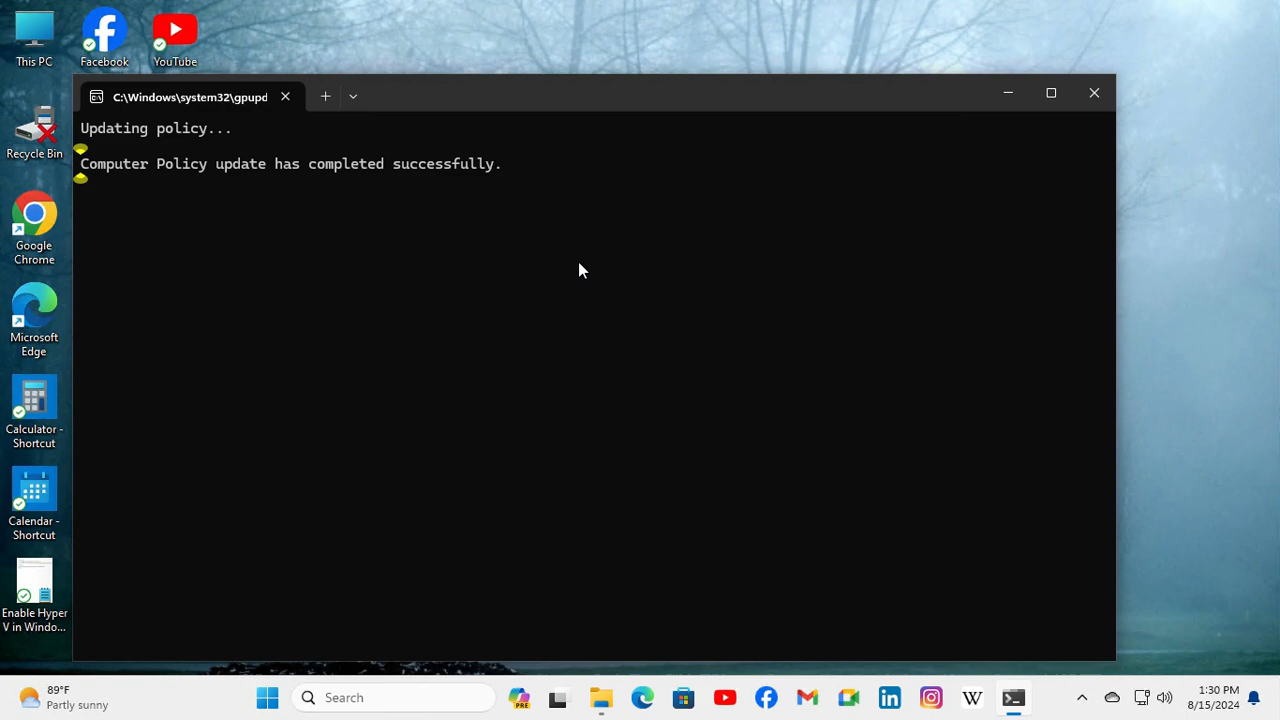 This PC
Facebook
YouTube
C:\Windows\system32\gpupd
Updating policy...
Computer Policy update has completed successfully.
Recycle Bin
Google
Chrome
Microsoft
Edge
Calculator -
Shortcut
Calendar -
Shortcut
Enable Hyper
V in Windo...
89°F
Partly sunny
Search
PRE
W
1:30 PM
8/15/2024